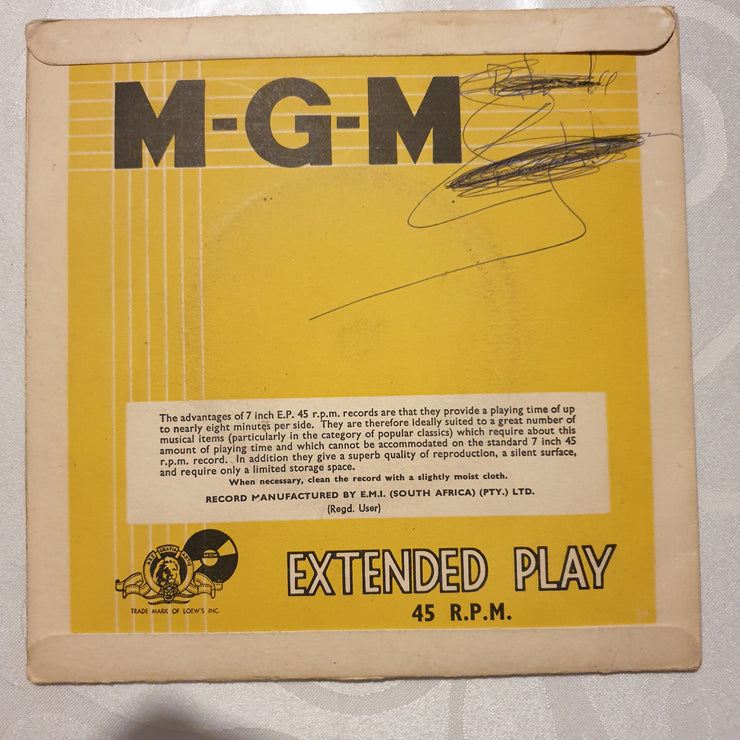 M-G-M
The advantages of 7 inch E.P. 45 r.p.m. records are that they provide a playing time of up
to nearly eight minutes per side. They are therefore ideally suited to a great number of
musical items (particularly in the category of popular classics) which require about this
amount of playing time and which cannot be accommodated on the standard 7 inch 45
r.p.m. record. In addition they give a superb quality of reproduction, a silent surface,
and require only a limited storage space.
When necessary, clean the record with a slightly moist cloth.
RECORD MANUFACTURED BY E.M.I. (SOUTH AFRICA) (PTY.) LTD.
(Regd. User)
TRADE MARK OF LOEW'S INC.
EXTENDED PLAY
45 R.P.M.